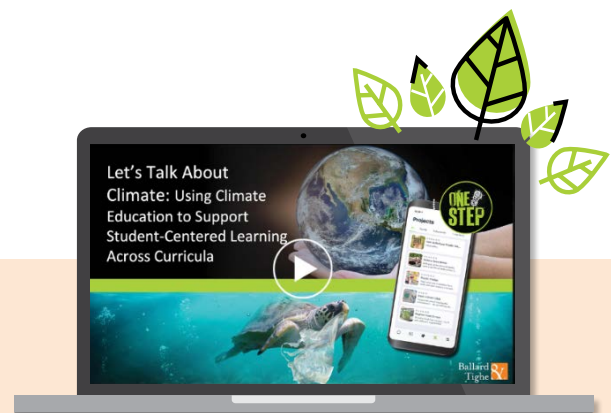 Let's Talk About
Climate: Using Climate
Education to Support
Student-Centered Learning
Across Curricula
ONE
STEP
Projects
Ballard
Tighe